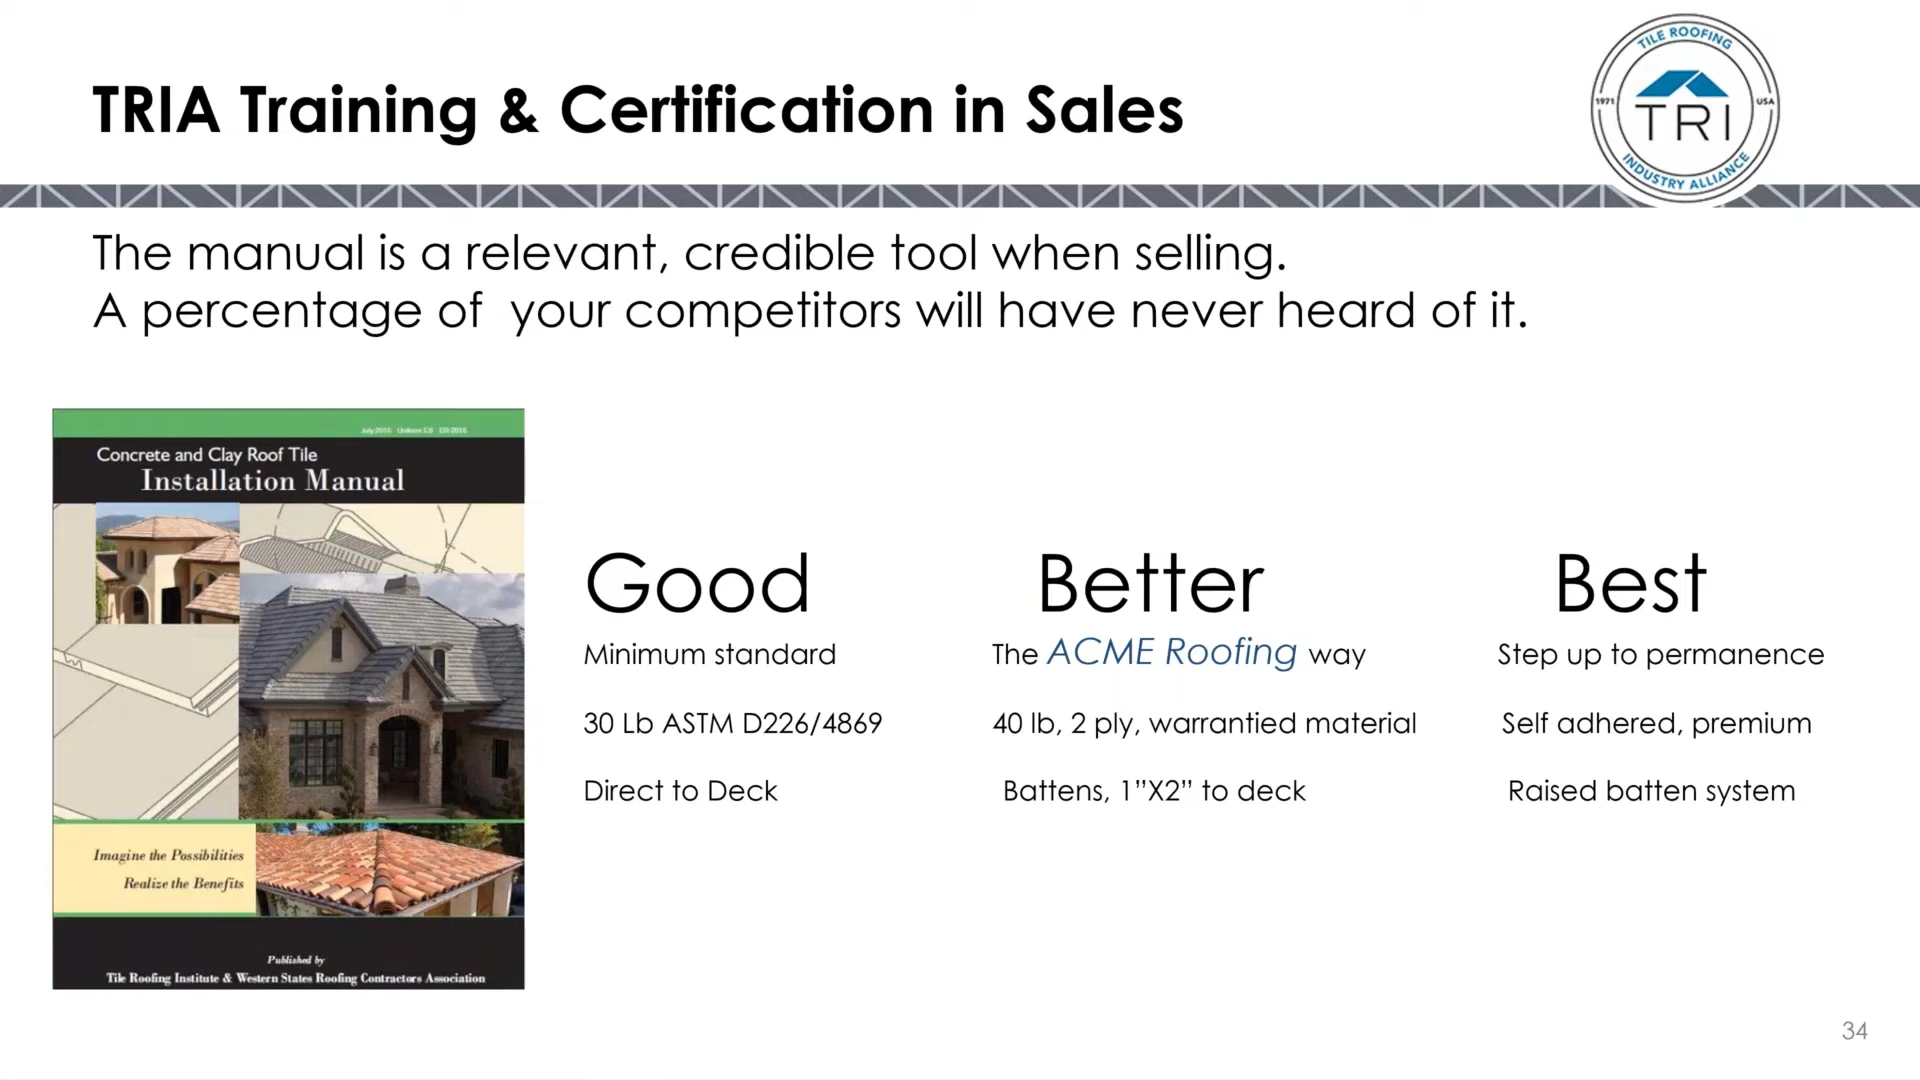 TRIA Training & Certification in Sales
TILE ROOFING
1971
USA
TRI
INDUSTRY ALLIANCE
The manual is a relevant, credible tool when selling.
A percentage of  your competitors will have never heard of it.
July 2015
Concrete and Clay Roof Tile
Installation Manual
Good
Better
Best
Minimum standard
The ACME Roofing way
Step up to permanence
30 Lb ASTM D226/4869
40 lb, 2 ply, warrantied material
Self adhered, premium
Direct to Deck
Battens, 1”X2” to deck
Raised batten system
Imagine the Possibilities
Realize the Benefits
Published by
Tile Roofing Institute & Western States Roofing Contractors Association
34